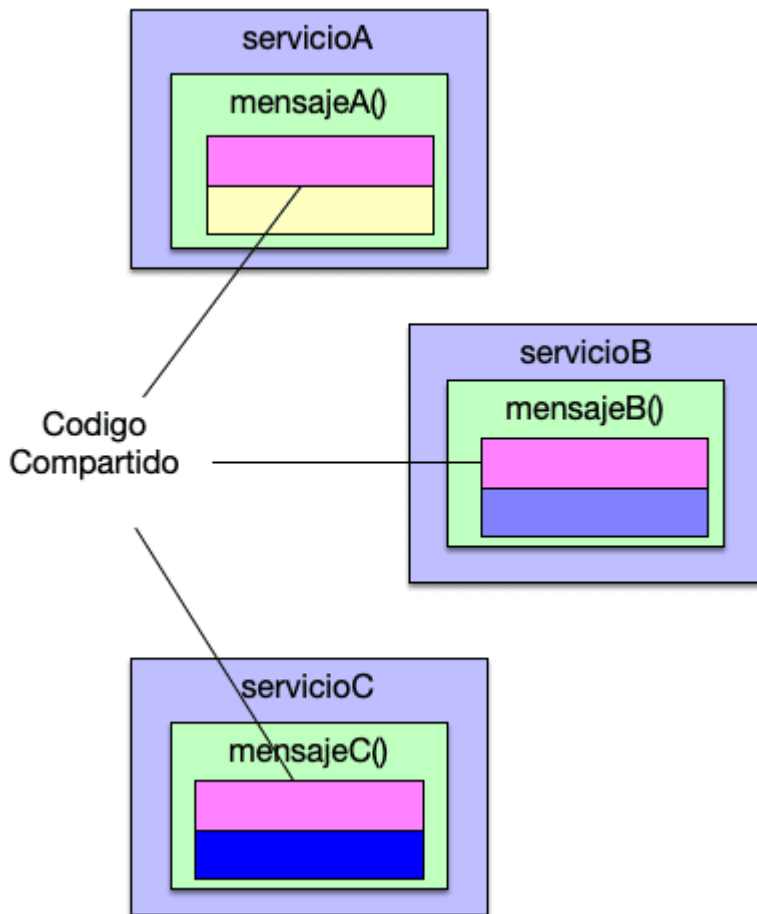 servicioA
mensajeA()
servicioB
mensajeB()
Codigo
Compartido
servicioC
mensajeC()